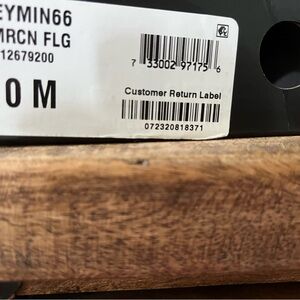 EYMIN66
MRCN FLG
12679200
0 M
7 33002 97175 6
Customer Return Label
072320818371